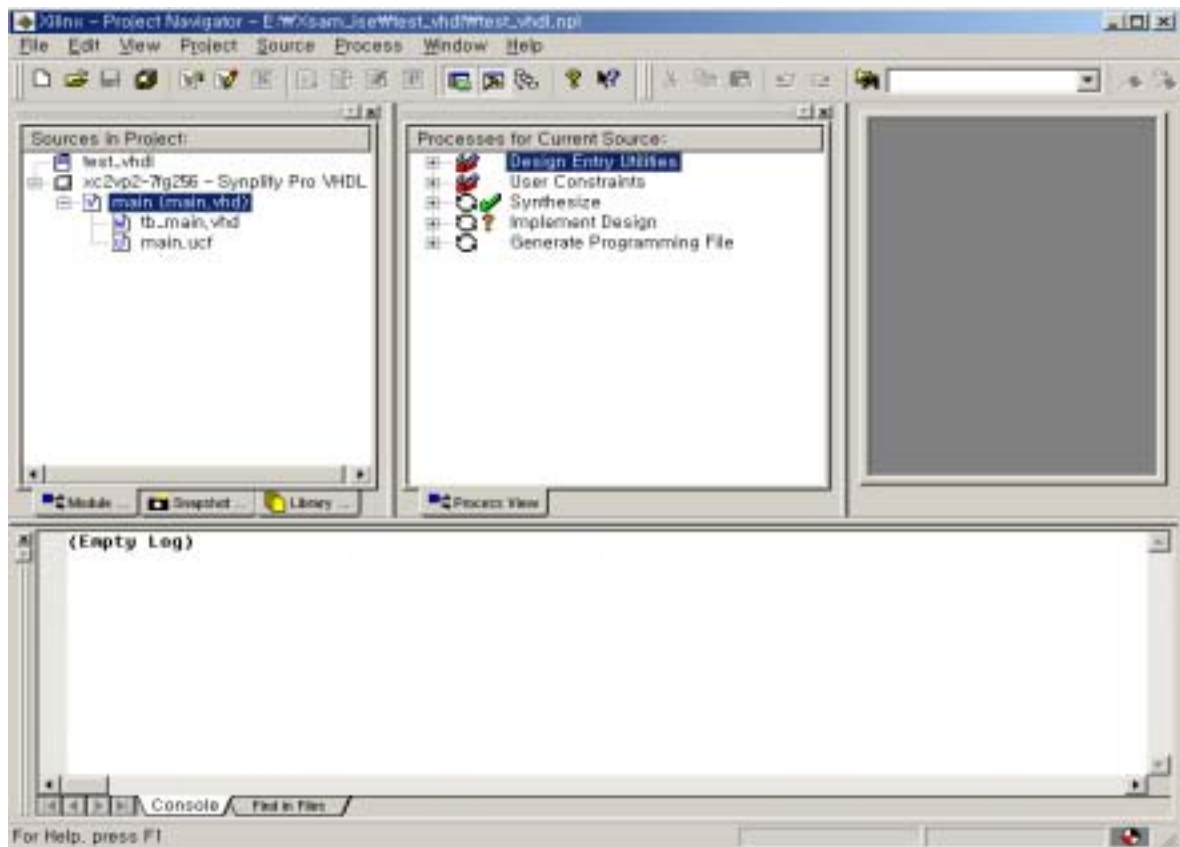 Xilinx - Project Navigator - E:₩Xsam_ise₩test_vhdl₩test_vhdl.npl
File Edit View Project Source Process Window Help
Sources in Project:
test_vhdl
xc2vp2-7fg256 - Synplify Pro VHDL
main (main.vhd)
tb_main.vhd
main.ucf
Module ... Snapshot ... Library ...
Processes for Current Source:
Design Entry Utilities
User Constraints
Synthesize
Implement Design
Generate Programming File
Process View
(Empty Log)
Console Find in Files
For Help, press F1